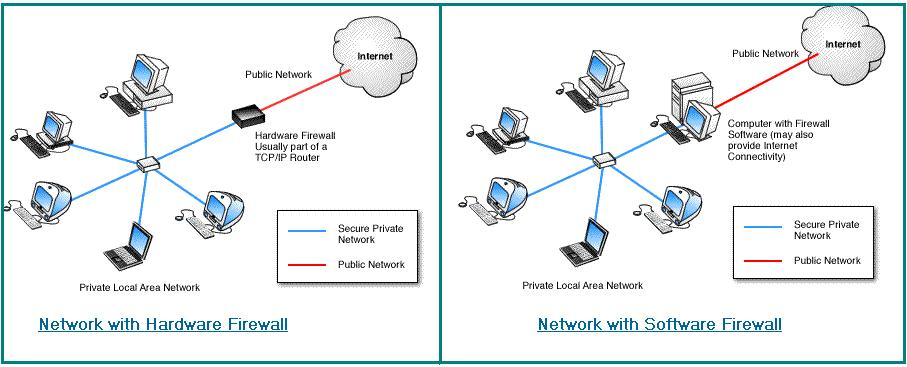 Internet
Public Network
Hardware Firewall
Usually part of a
TCP/IP Router
Secure Private
Network
Public Network
Private Local Area Network
Network with Hardware Firewall
Internet
Public Network
Computer with Firewall
Software (may also
provide Internet
Connectivity)
Secure Private
Network
Public Network
Private Local Area Network
Network with Software Firewall